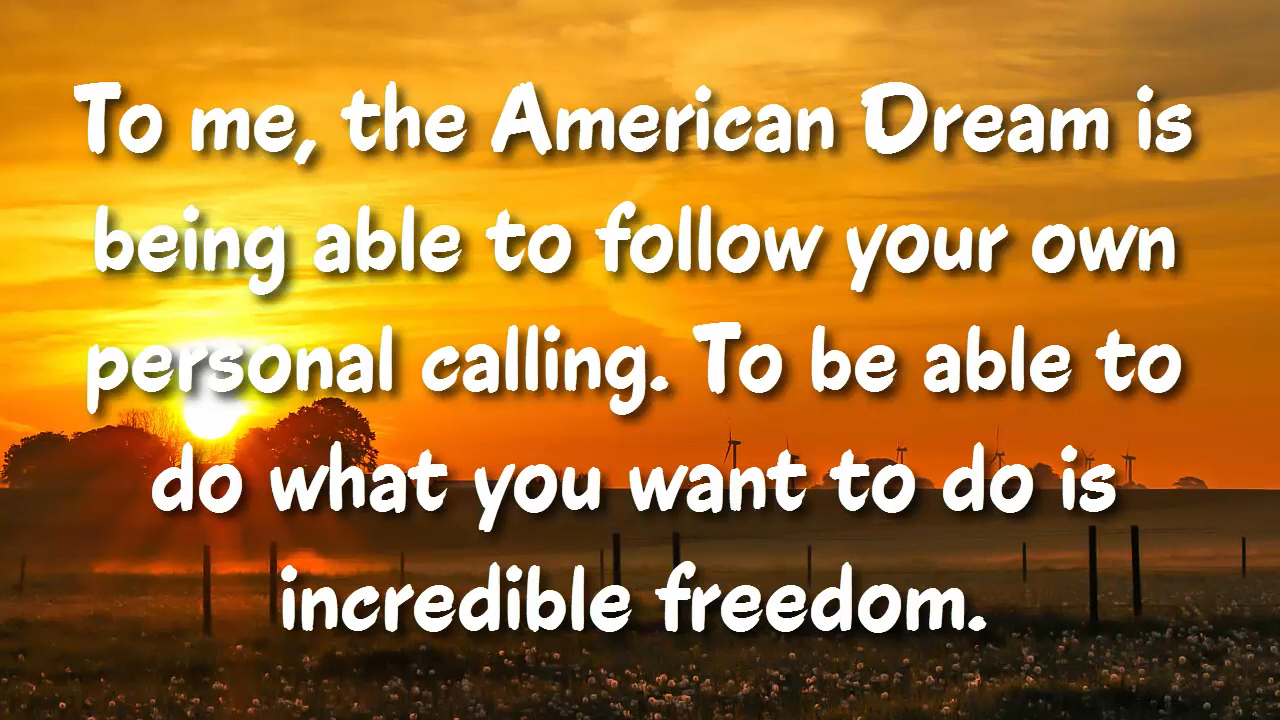 To me, the American Dream is
being able to follow your own
personal calling. To be able to
do what you want to do is
incredible freedom.